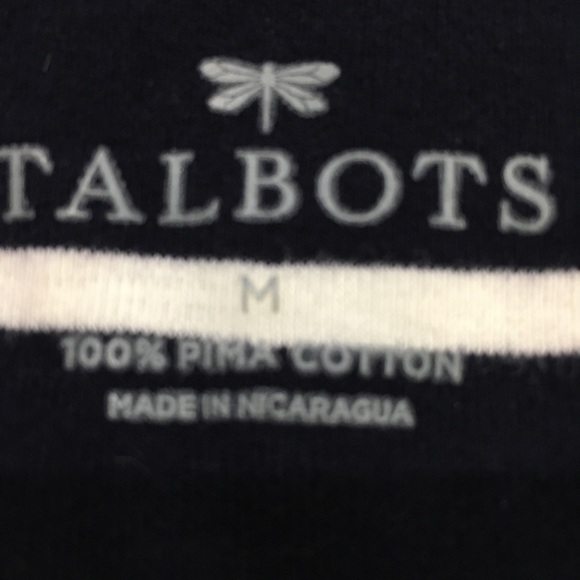 TALBOTS
M
100% PIMA COTTON
MADE IN NICARAGUA